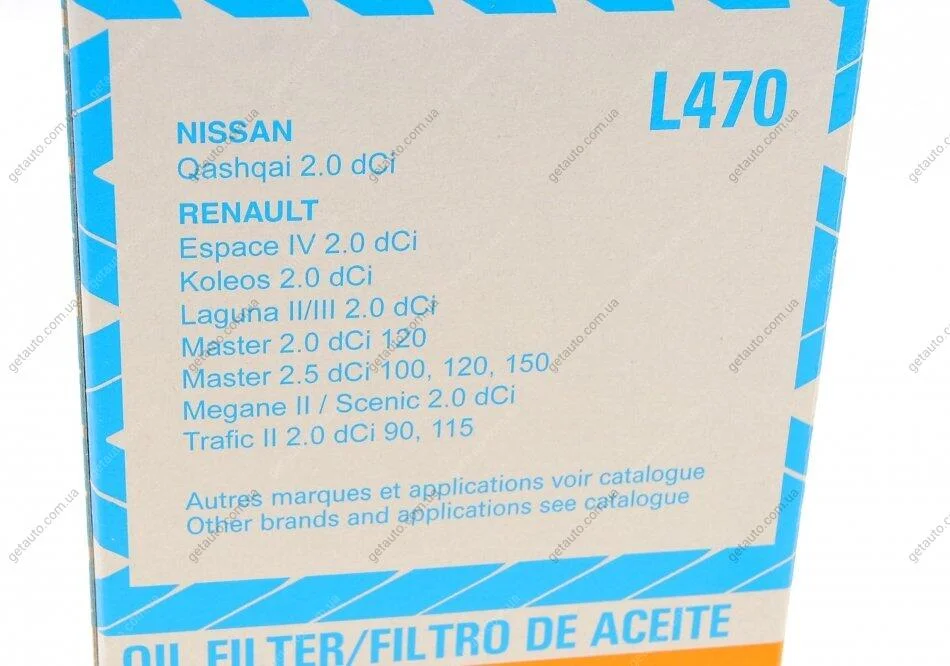 L470
NISSAN
Qashqai 2.0 dCi
RENAULT
Espace IV 2.0 dCi
Koleos 2.0 dCi
Laguna II/III 2.0 dCi
Master 2.0 dCi 120
Master 2.5 dCi 100, 120, 150
Megane II / Scenic 2.0 dCi
Trafic II 2.0 dCi 90, 115
Autres marques et applications voir catalogue
Other brands and applications see catalogue
OIL FILTER/FILTRO DE ACEITE
getauto.com.ua